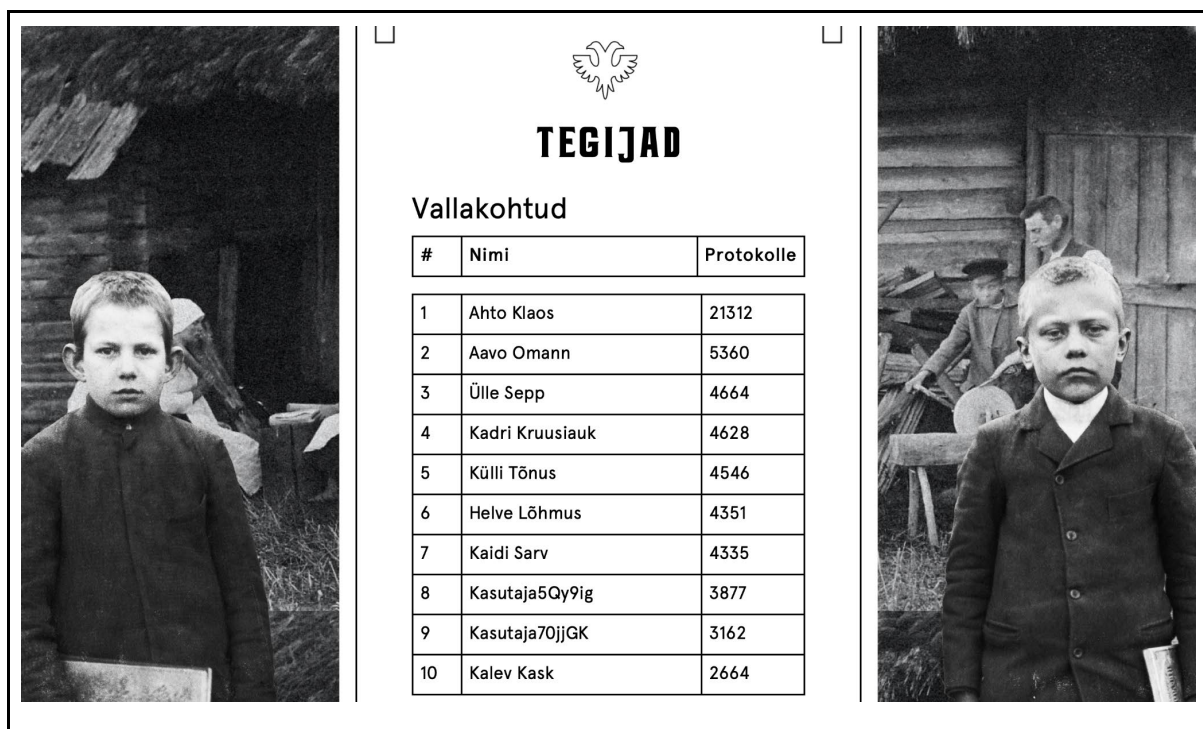 TEGIJAD
Vallakohtud
# Nimi Protokolle
1 Ahto Klaos 21312
2 Aavo Omann 5360
3 Ülle Sepp 4664
4 Kadri Kruusiauk 4628
5 Külli Tõnus 4546
6 Helve Lõhmus 4351
7 Kaidi Sarv 4335
8 Kasutaja5Qy9ig 3877
9 Kasutaja70jjGK 3162
10 Kalev Kask 2664